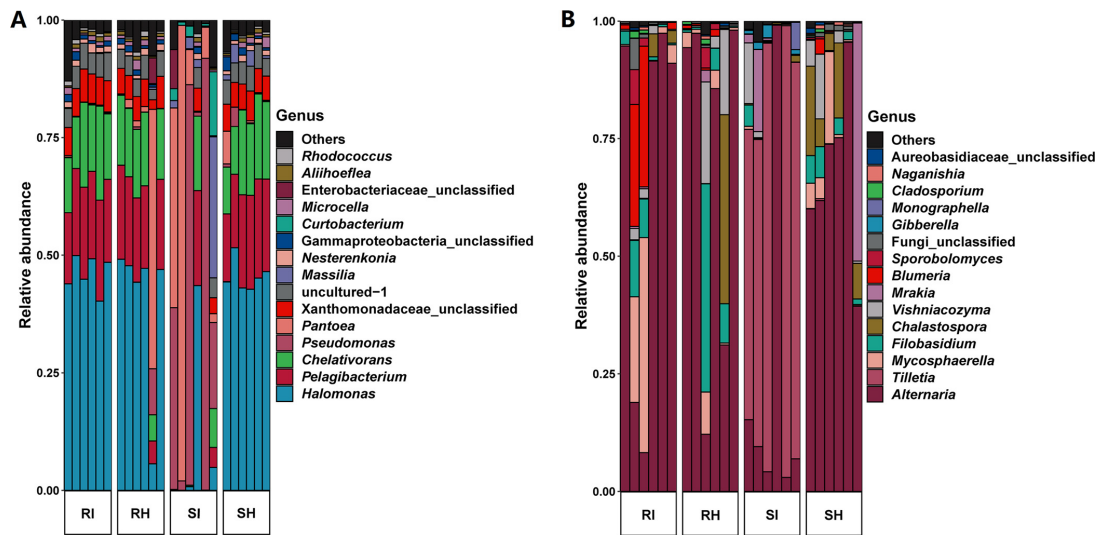 A
1.00
0.75
0.50
0.25
0.00
Relative abundance
RI
RH
SI
SH
Genus
Others
Rhodococcus
Aliihoeflea
Enterobacteriaceae_unclassified
Microcella
Curtobacterium
Gammaproteobacteria_unclassified
Nesterenkonia
Massilia
uncultured−1
Xanthomonadaceae_unclassified
Pantoea
Pseudomonas
Chelativorans
Pelagibacterium
Halomonas
B
1.00
0.75
0.50
0.25
0.00
Relative abundance
RI
RH
SI
SH
Genus
Others
Aureobasidiaceae_unclassified
Naganishia
Cladosporium
Monographella
Gibberella
Fungi_unclassified
Sporobolomyces
Blumeria
Mrakia
Vishniacozyma
Chalastospora
Filobasidium
Mycosphaerella
Tilletia
Alternaria